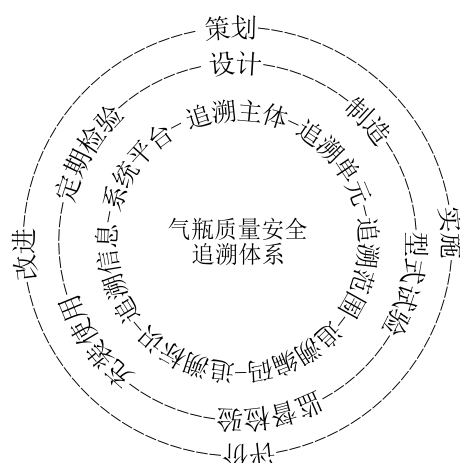 策划
实施
评价
改进
设计
制造
型式试验
监督检验
充装使用
定期检验
追溯主体
追溯单元
追溯范围
追溯编码
追溯标识
追溯信息
系统平台
气瓶质量安全
追溯体系